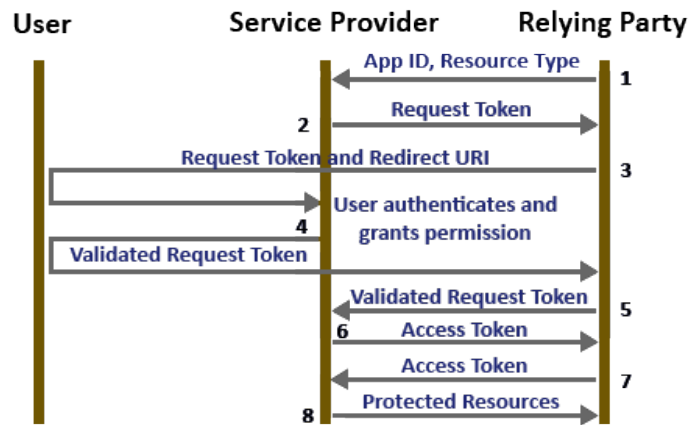 User Service Provider Relying Party
App ID, Resource Type 1
2 Request Token
Request Token and Redirect URI 3
User authenticates and
4 grants permission
Validated Request Token
Validated Request Token 5
6 Access Token
Access Token 7
8 Protected Resources